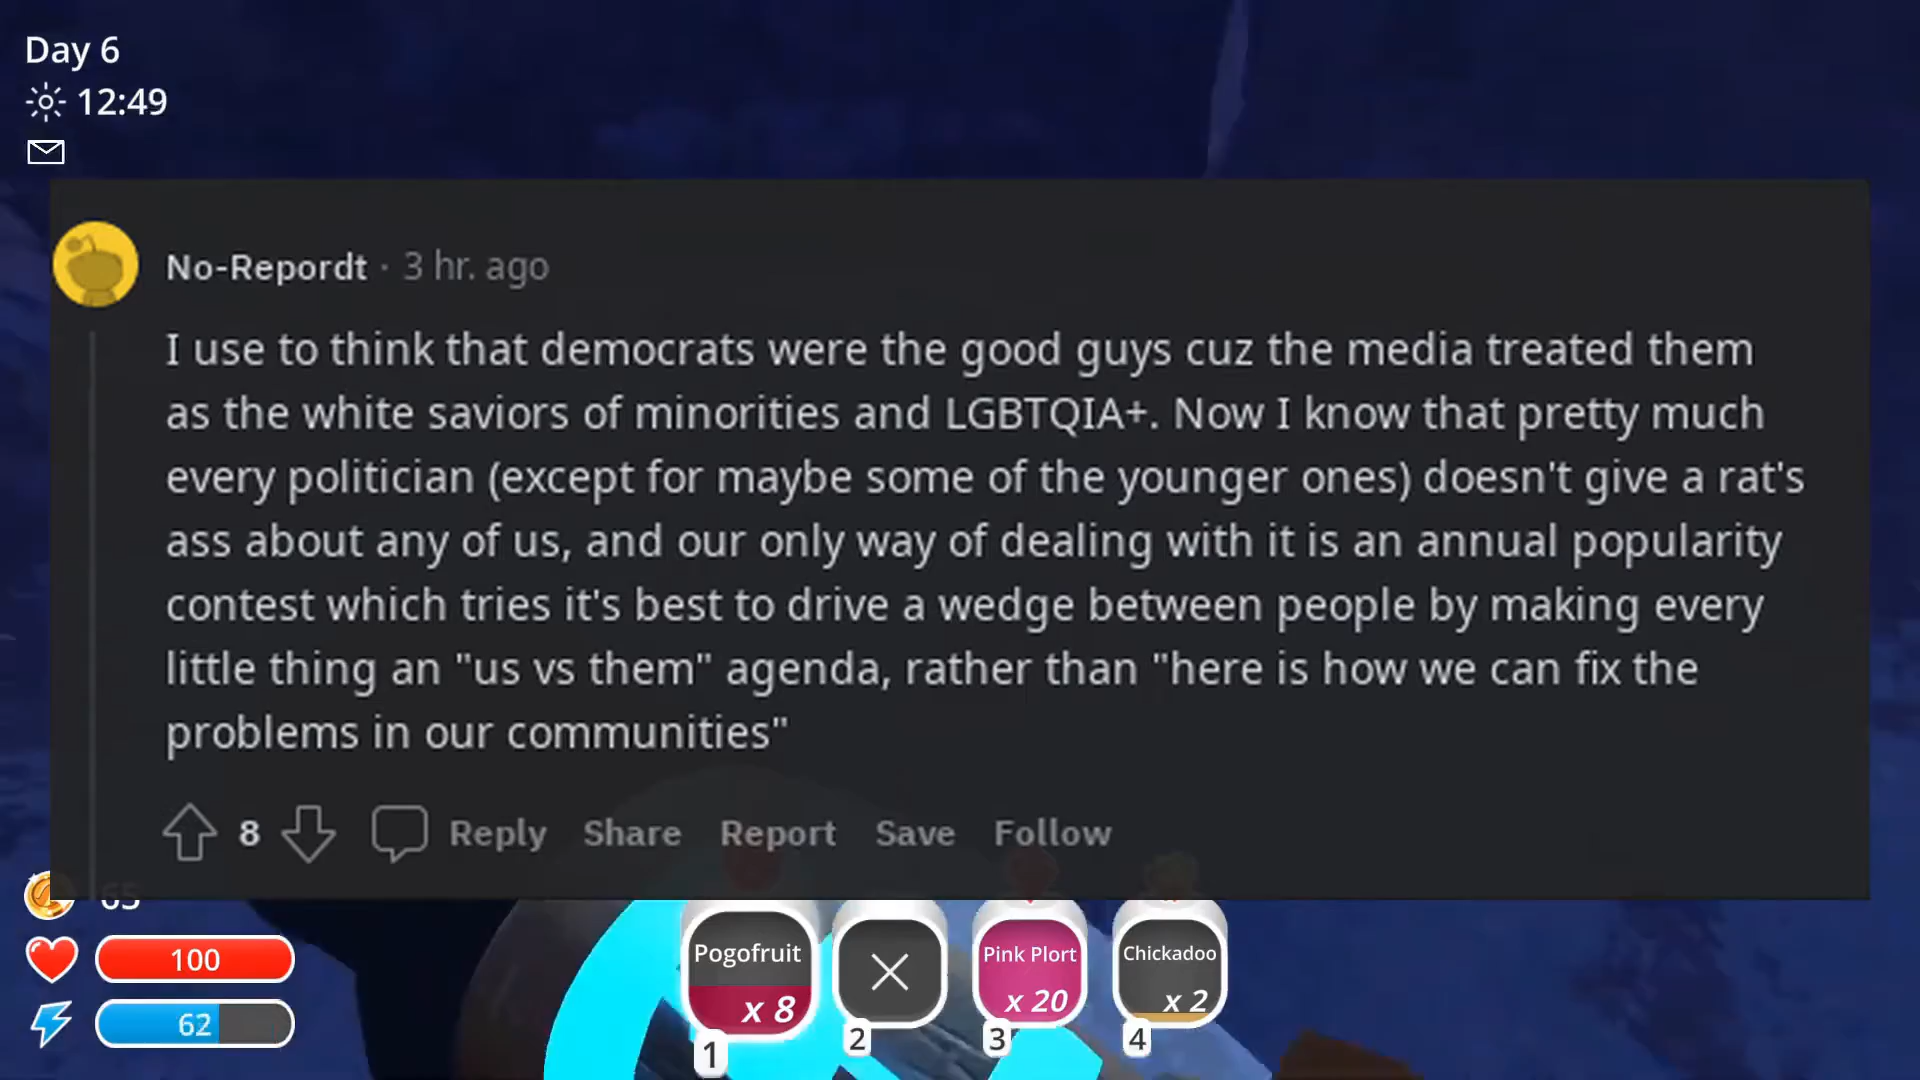 Day 6
12:49
No-Repordt · 3 hr. ago
I use to think that democrats were the good guys cuz the media treated them
as the white saviors of minorities and LGBTQIA+. Now I know that pretty much
every politician (except for maybe some of the younger ones) doesn't give a rat's
ass about any of us, and our only way of dealing with it is an annual popularity
contest which tries it's best to drive a wedge between people by making every
little thing an "us vs them" agenda, rather than "here is how we can fix the
problems in our communities"
8 Reply Share Report Save Follow
65
100
62
Pogofruit
x 8
1
2
Pink Plort
x 20
3
Chickadoo
x 2
4